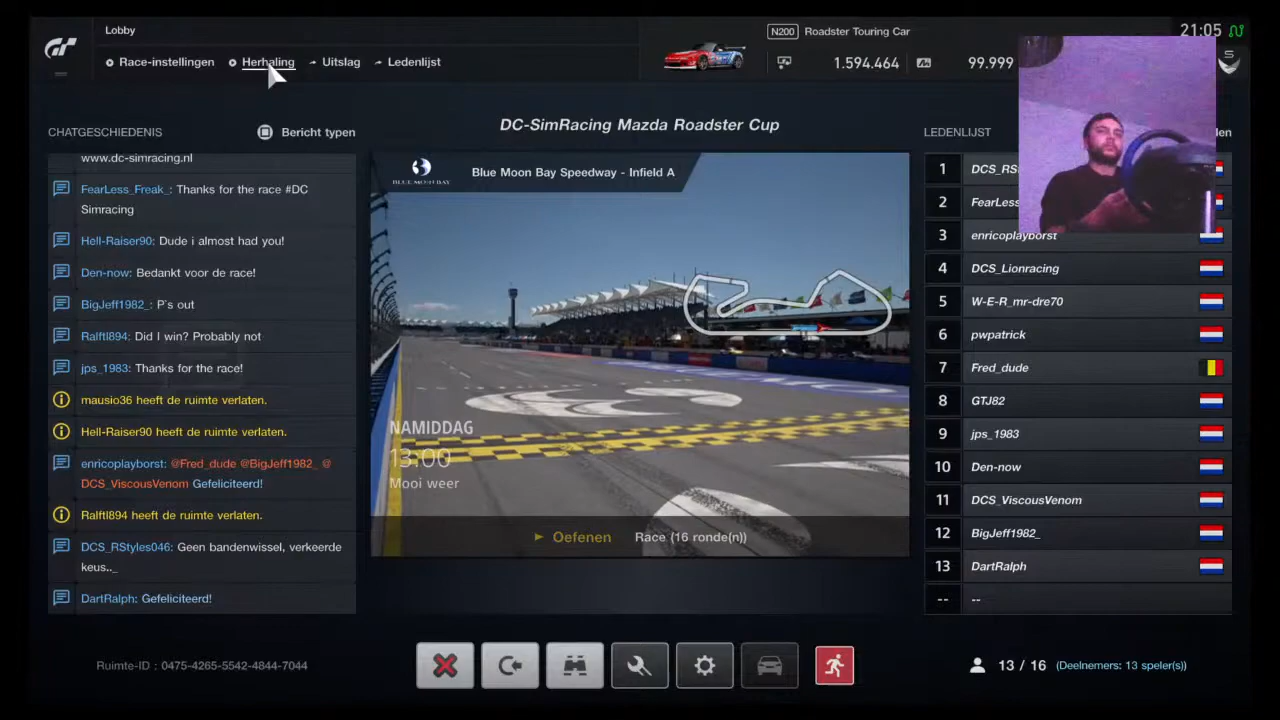 Lobby
N200 Roadster Touring Car
21:05
Race-instellingen Herhaling Uitslag Ledenlijst
1.594.464 99.999
S
CHATGESCHIEDENIS Bericht typen
www.dc-simracing.nl
FearLess_Freak_: Thanks for the race #DC
Simracing
Hell-Raiser90: Dude i almost had you!
Den-now: Bedankt voor de race!
BigJeff1982_: P's out
Ralftl894: Did I win? Probably not
jps_1983: Thanks for the race!
mausio36 heeft de ruimte verlaten.
Hell-Raiser90 heeft de ruimte verlaten.
enricoplayborst: @Fred_dude @BigJeff1982_ @
DCS_ViscousVenom Gefeliciteerd!
Ralftl894 heeft de ruimte verlaten.
DCS_RStyles046: Geen bandenwissel, verkeerde
keus.._
DartRalph: Gefeliciteerd!
DC-SimRacing Mazda Roadster Cup
BLUE MOON BAY
Blue Moon Bay Speedway - Infield A
NAMIDDAG
13:00
Mooi weer
Oefenen Race (16 ronde(n))
LEDENLIJST
1 DCS_RS
2 FearLess
3 enricoplayborst
4 DCS_Lionracing
5 W-E-R_mr-dre70
6 pwpatrick
7 Fred_dude
8 GTJ82
9 jps_1983
10 Den-now
11 DCS_ViscousVenom
12 BigJeff1982_
13 DartRalph
-- --
Ruimte-ID : 0475-4265-5542-4844-7044
13 / 16 (Deelnemers: 13 speler(s))